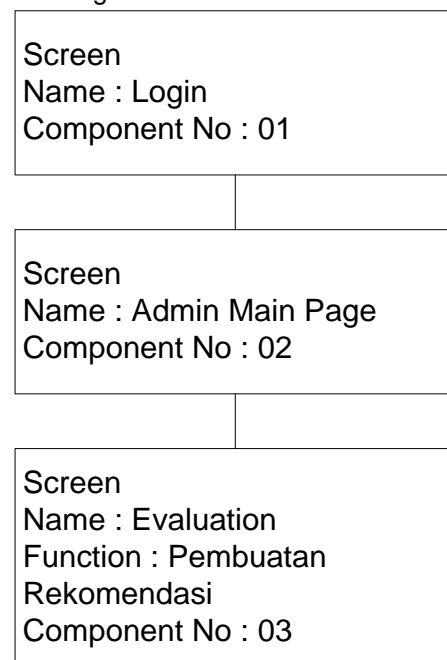 Screen
Name : Login
Component No : 01
Screen
Name : Admin Main Page
Component No : 02
Screen
Name : Evaluation
Function : Pembuatan
Rekomendasi
Component No : 03